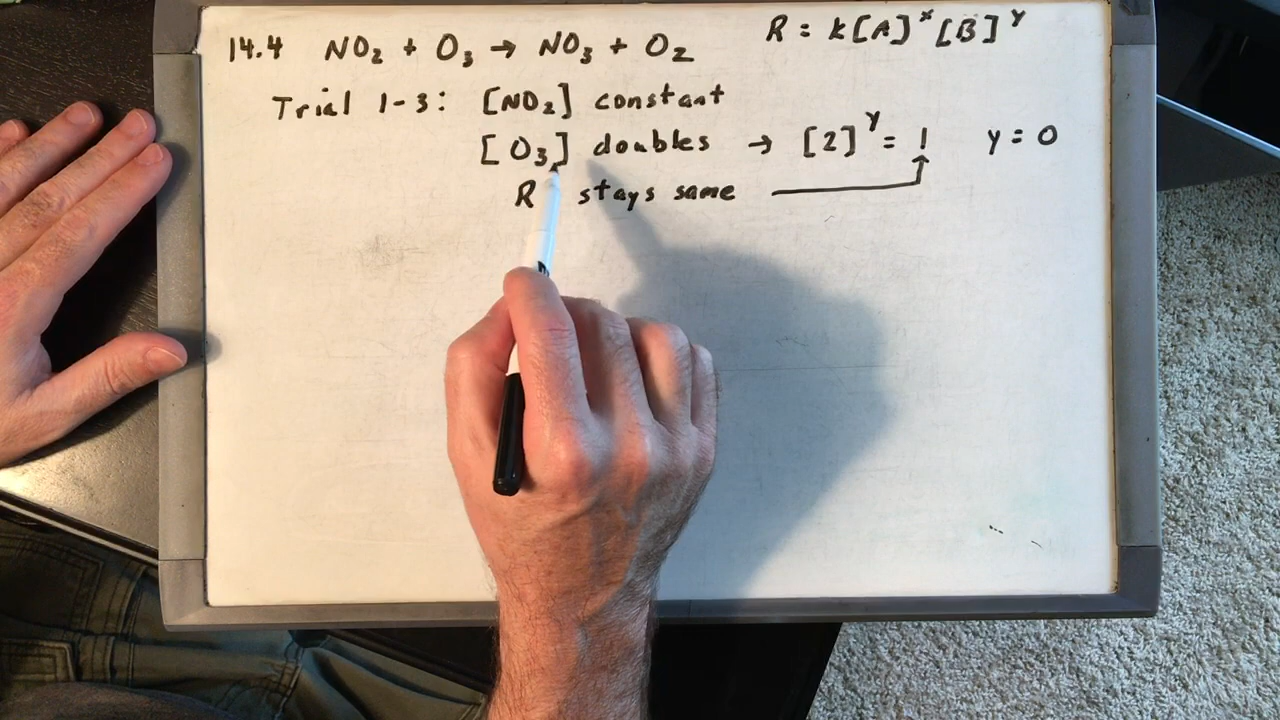 14.4 NO₂ + O₃ → NO₃ + O₂ R = k[A]ˣ[B]ʸ
Trial 1-3: [NO₂] constant
[O₃] doubles → [2]ʸ = 1 y = 0
R stays same